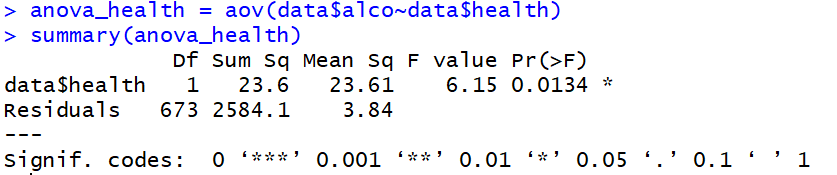 > anova_health = aov(data$alco~data$health)
> summary(anova_health)
             Df Sum Sq Mean Sq F value Pr(>F)
data$health   1   23.6   23.61    6.15 0.0134 *
Residuals   673 2584.1    3.84
---
Signif. codes:  0 ‘***’ 0.001 ‘**’ 0.01 ‘*’ 0.05 ‘.’ 0.1 ‘ ’ 1